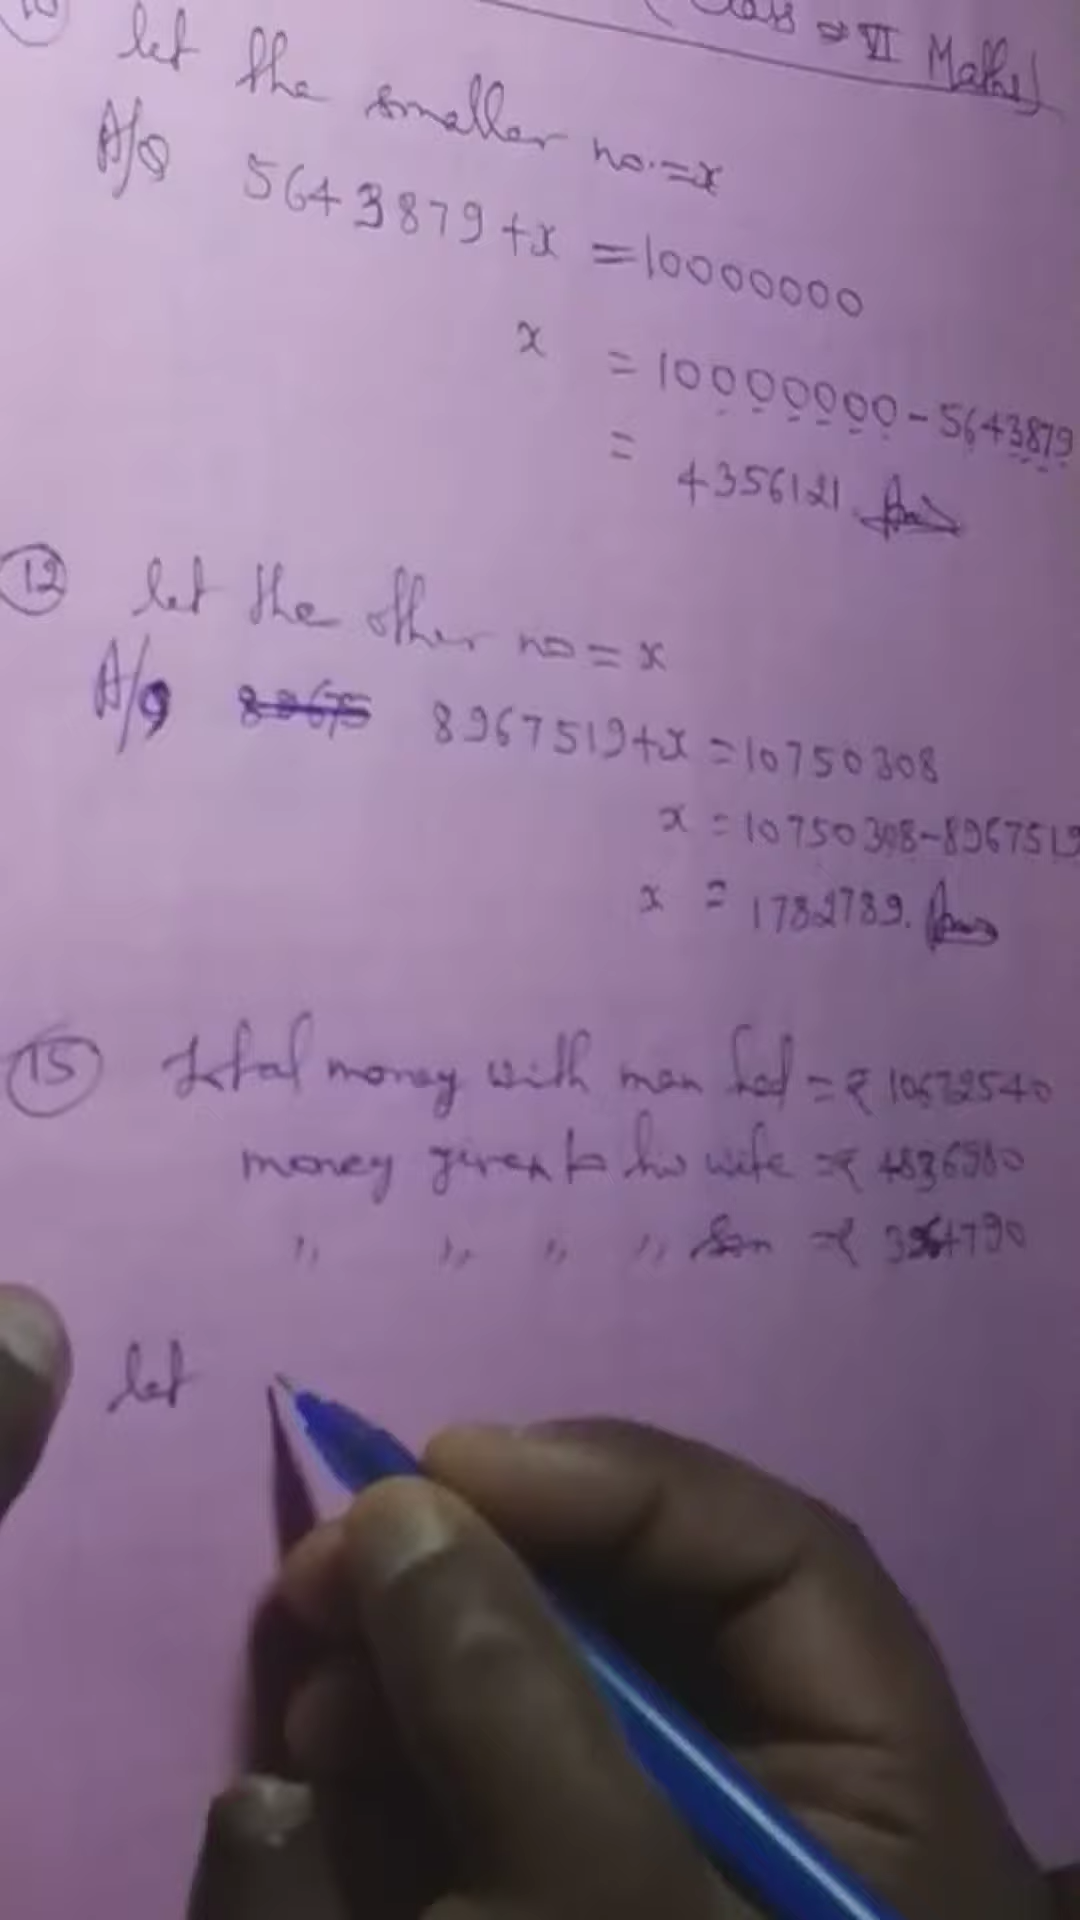 (Class ⇒ VI Maths)
let the smaller no.=x
A/Q 5643879+x =10000000
x =10000000-5643879
= 4356121 Ans
12 let the other no=x
A/Q 8967519+x =10750308
x =10750308-8967519
x = 1782789. Ans
15 Total money with man had =₹ 10672540
money given to his wife =₹ 4836980
,, ,, ,, ,, Son =₹
let